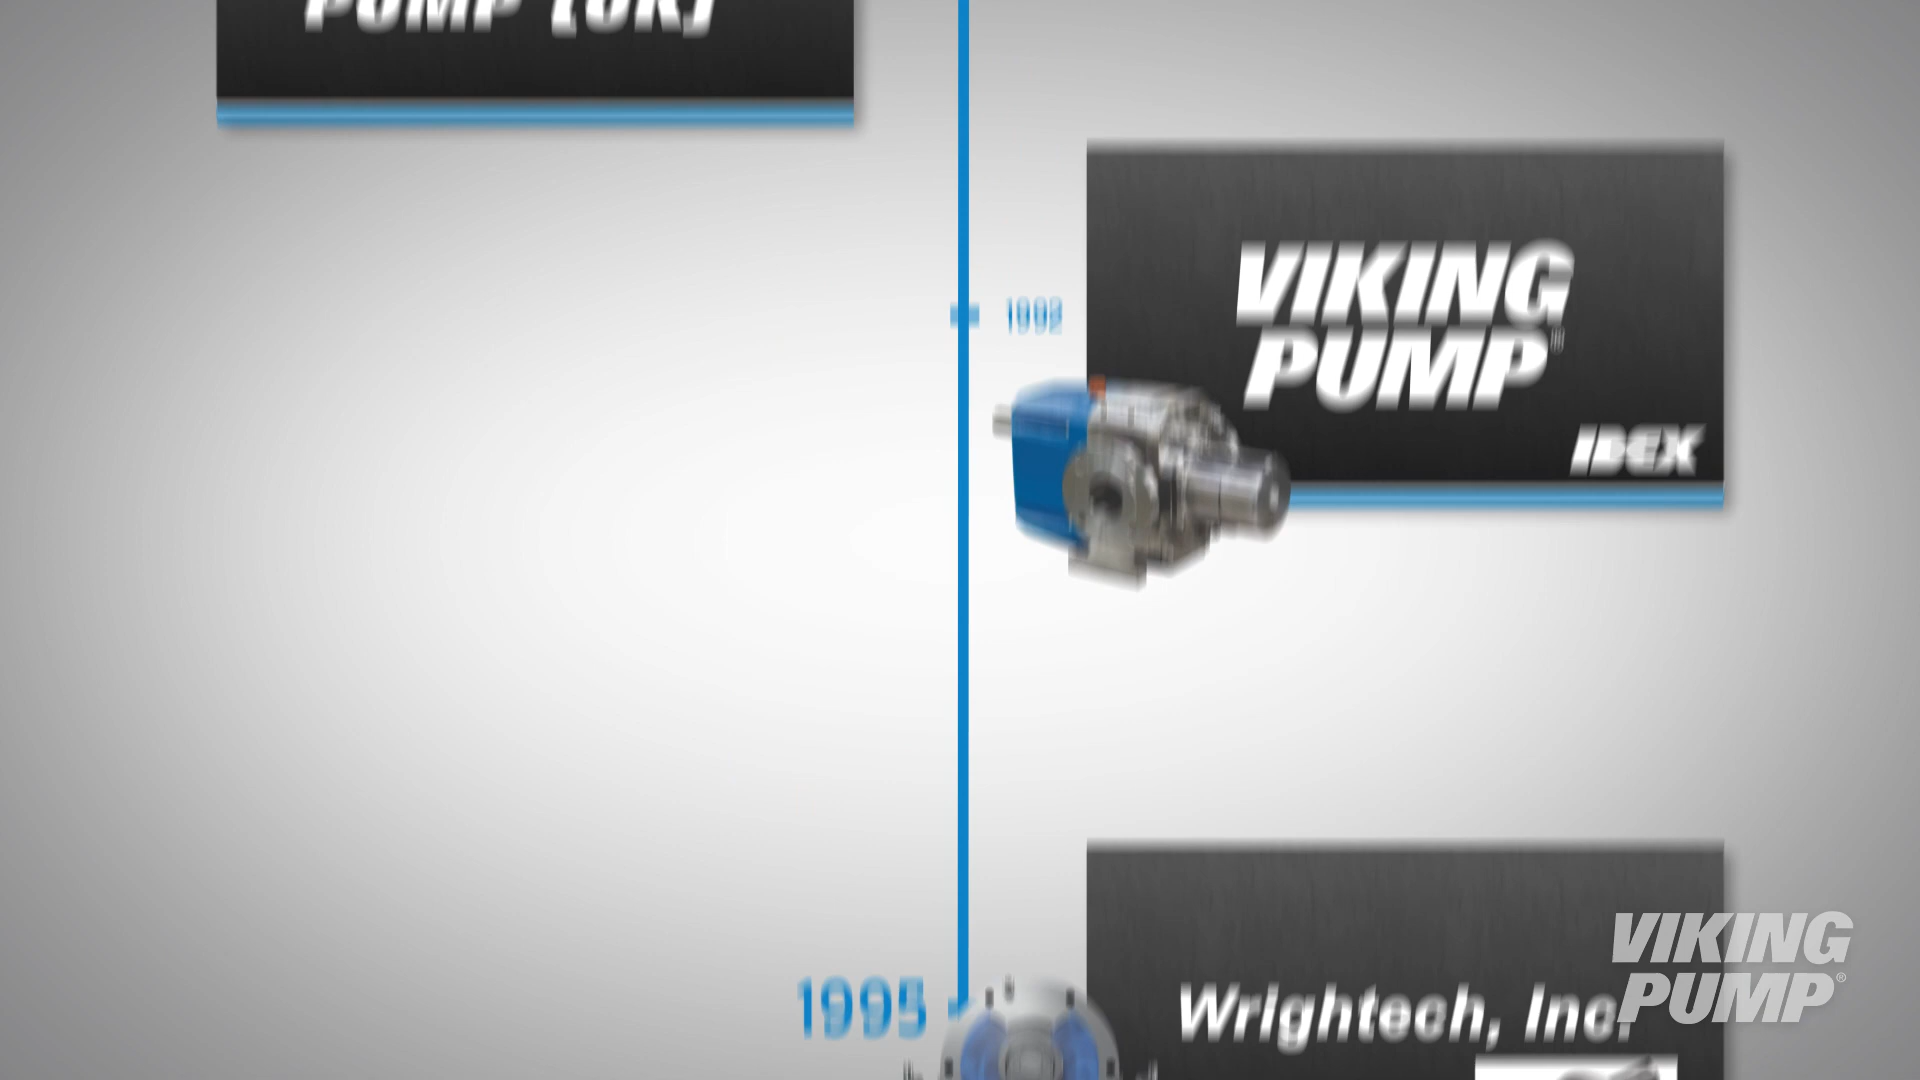 PUMP (UK)
1992
VIKING
PUMP
IDEX
1995
Wrightech, Inc.
VIKING
PUMP®